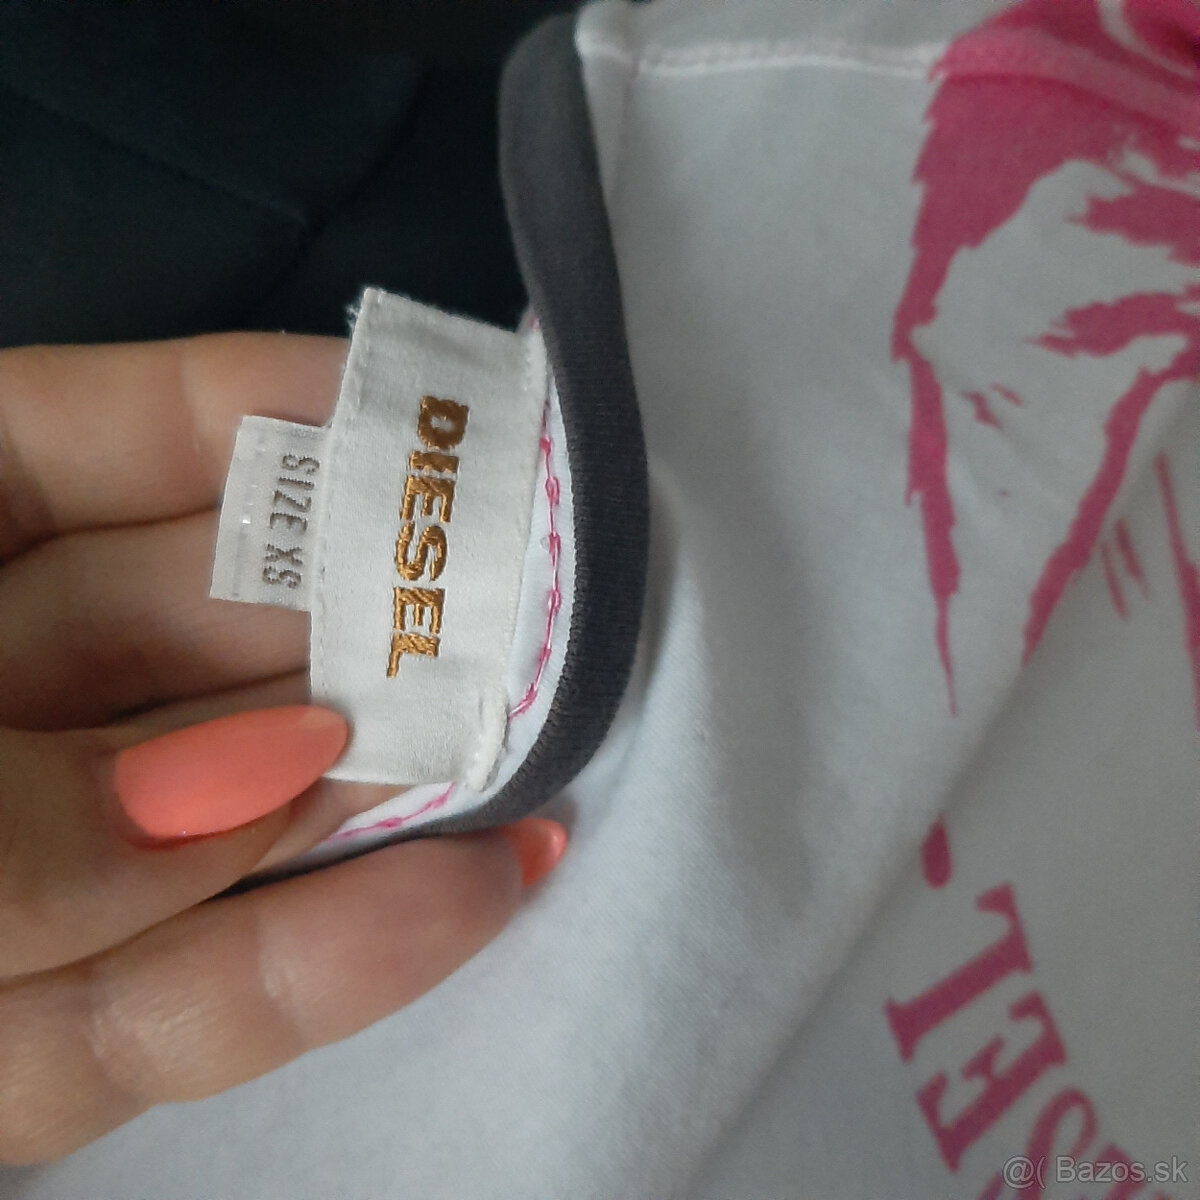 DIESEL
SIZE XS
@( Bazos.sk